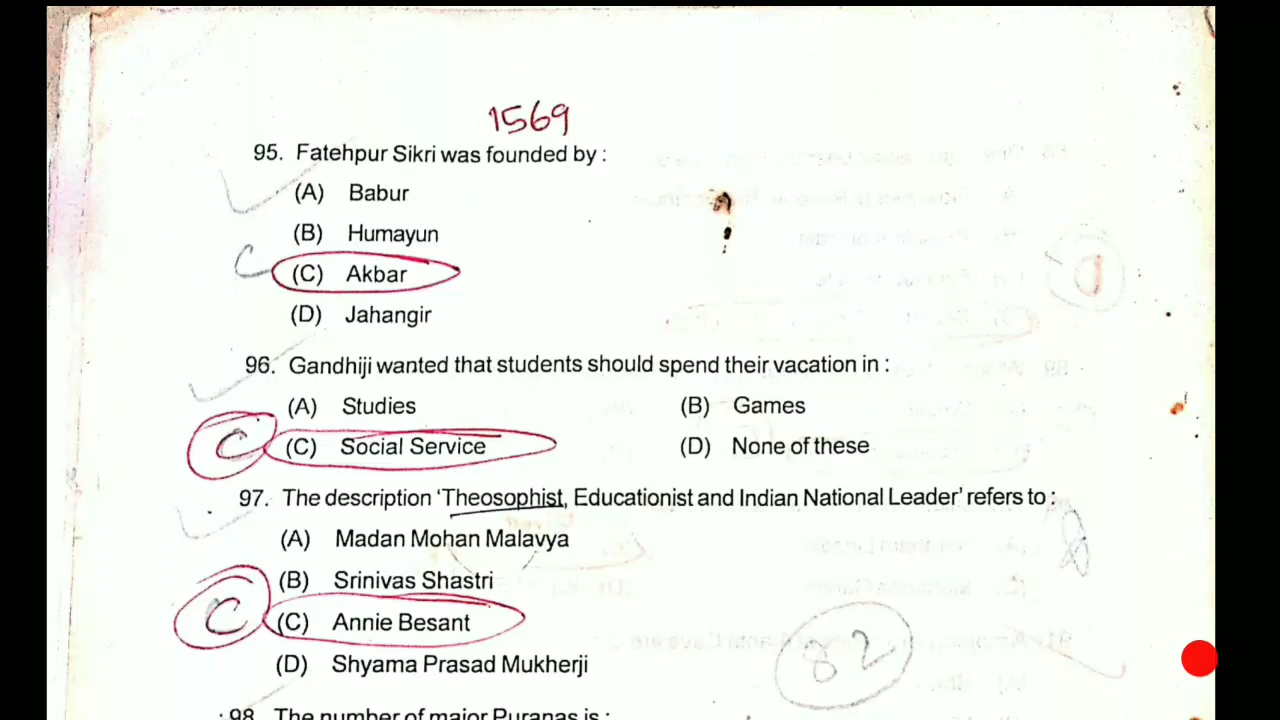 1569
95. Fatehpur Sikri was founded by :
(A) Babur
(B) Humayun
C (C) Akbar
(D) Jahangir
96. Gandhiji wanted that students should spend their vacation in :
(A) Studies (B) Games
C (C) Social Service (D) None of these
97. The description ‘Theosophist, Educationist and Indian National Leader’ refers to :
(A) Madan Mohan Malavya
(B) Srinivas Shastri
C (C) Annie Besant
(D) Shyama Prasad Mukherji
82
98. The number of major Puranas is :